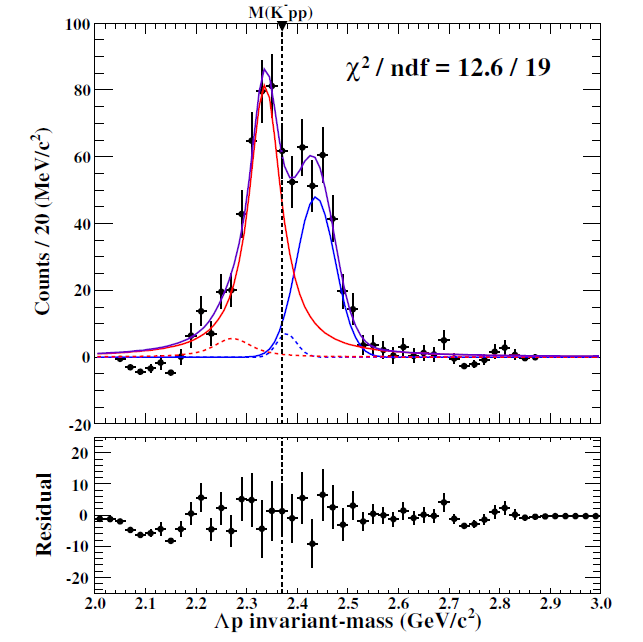 M(K⁻pp)
χ² / ndf = 12.6 / 19
Counts / 20 (MeV/c²)
100
80
60
40
20
0
-20
Residual
20
10
0
-10
-20
2.0 2.1 2.2 2.3 2.4 2.5 2.6 2.7 2.8 2.9 3.0
Λp invariant-mass (GeV/c²)